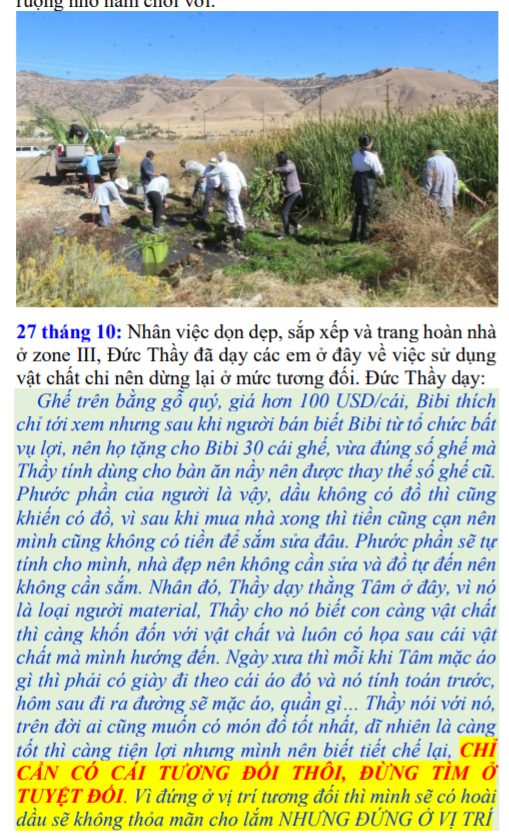 ruộng nho nằm chơi vơi.
27 tháng 10: Nhân việc dọn dẹp, sắp xếp và trang hoàn nhà
ở zone III, Đức Thầy đã dạy các em ở đây về việc sử dụng
vật chất chỉ nên dừng lại ở mức tương đối. Đức Thầy dạy:
Ghế trên bằng gỗ quý, giá hơn 100 USD/cái, Bibi thích
chỉ tới xem nhưng sau khi người bán biết Bibi từ tổ chức bất
vụ lợi, nên họ tặng cho Bibi 30 cái ghế, vừa đúng số ghế mà
Thầy tính dùng cho bàn ăn nầy nên được thay thế số ghế cũ.
Phước phần của người là vậy, dầu không có đồ thì cũng
khiến có đồ, vì sau khi mua nhà xong thì tiền cũng cạn nên
mình cũng không có tiền để sắm sửa đâu. Phước phần sẽ tự
tính cho mình, nhà đẹp nên không cần sửa và đồ tự đến nên
không cần sắm. Nhân đó, Thầy dạy thằng Tâm ở đây, vì nó
là loại người material, Thầy cho nó biết con càng vật chất
thì càng khốn đốn với vật chất và luôn có họa sau cái vật
chất mà mình hướng đến. Ngày xưa thì mỗi khi Tâm mặc áo
gì thì phải có giày đi theo cái áo đó và nó tính toán trước,
hôm sau đi ra đường sẽ mặc áo, quần gì... Thầy nói với nó,
trên đời ai cũng muốn có món đồ tốt nhất, dĩ nhiên là càng
tốt thì càng tiện lợi nhưng mình nên biết tiết chế lại, CHỈ
CẦN CÓ CÁI TƯƠNG ĐỐI THÔI, ĐỪNG TÌM Ở
TUYỆT ĐỐI. Vì đứng ở vị trí tương đối thì mình sẽ có hoài
dầu sẽ không thỏa mãn cho lắm NHƯNG ĐỨNG Ở VỊ TRÍ